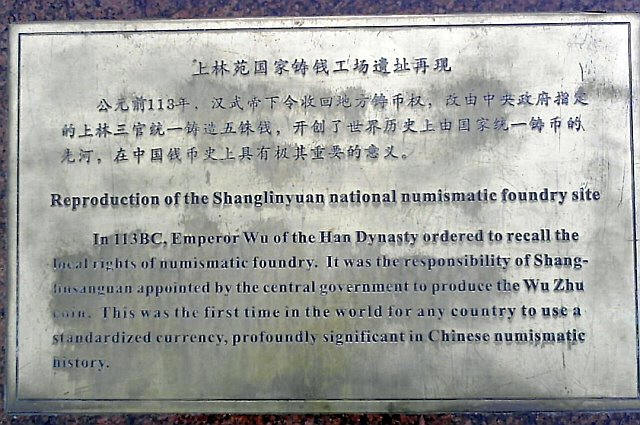 上林苑国家铸钱工场遗址再现
公元前113年，汉武帝下令收回地方铸币权，改由中央政府指定
的上林三官统一铸造五铢钱，开创了世界历史上由国家统一铸币的
先河，在中国钱币史上具有极其重要的意义。
Reproduction of the Shanglinyuan national numismatic foundry site
In 113BC, Emperor Wu of the Han Dynasty ordered to recall the
local rights of numismatic foundry. It was the responsibility of Shang-
linsanguan appointed by the central government to produce the Wu Zhu
coin. This was the first time in the world for any country to use a
standardized currency, profoundly significant in Chinese numismatic
history.